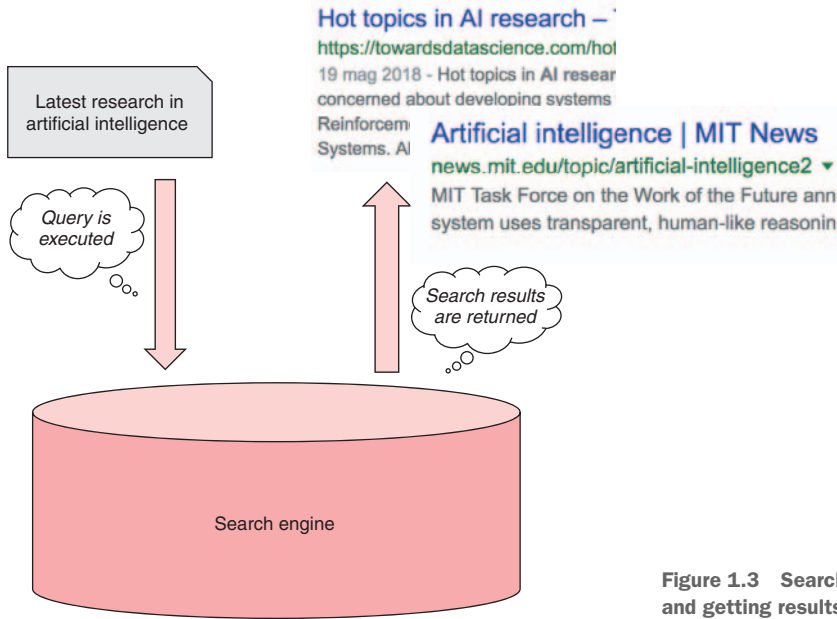 Hot topics in AI research –
https://towardsdatascience.com/hot
19 mag 2018 - Hot topics in AI resear
concerned about developing systems
Reinforcem
Systems. AI
Artificial intelligence | MIT News
news.mit.edu/topic/artificial-intelligence2
MIT Task Force on the Work of the Future ann
system uses transparent, human-like reasonin
Latest research in
artificial intelligence
Query is
executed
Search results
are returned
Search engine
Figure 1.3 Search
and getting results